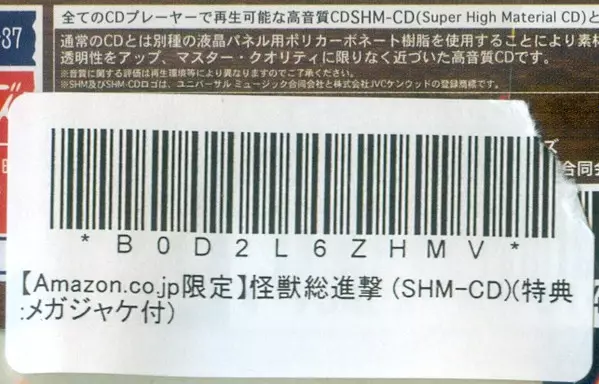 全てのCDプレーヤーで再生可能な高音質CDSHM-CD(Super High Material CD)と
-37
通常のCDとは別種の液晶パネル用ポリカーボネート樹脂を使用することにより素材
透明性をアップ、マスター・クオリティに限りなく近づいた高音質CDです。
※音質に関する評価は再生環境等により異なりますのでご了承ください。
※SHM及びSHM-CDロゴは、ユニバーサル ミュージック合同会社と株式会社JVCケンウッドの登録商標です。
ズ
ズ
合同会
*B0D2L6ZHMV*
【Amazon.co.jp限定】怪獣総進撃 (SHM-CD)(特典
:メガジャケ付)